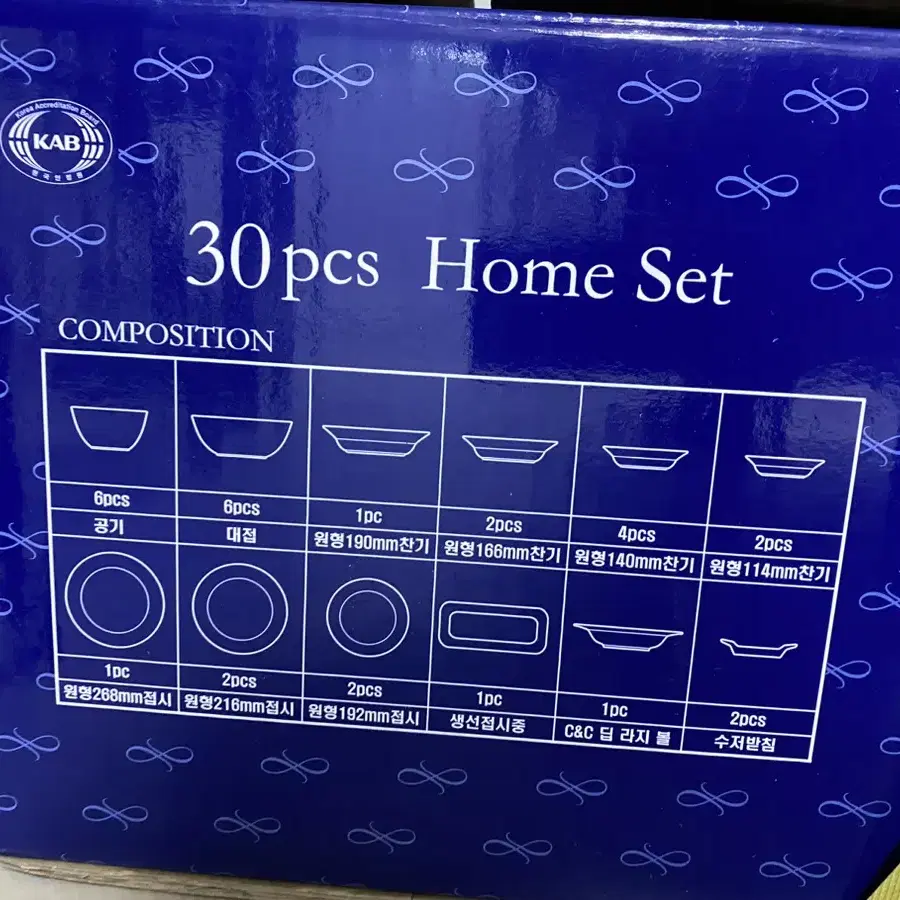 Korea Accreditation Board
KAB
한국인정원
30pcs Home Set
COMPOSITION
6pcs
6pcs
1pc
2pcs
4pcs
2pcs
공기
대접
원형190mm찬기
원형166mm찬기
원형140mm찬기
원형114mm찬기
1pc
2pcs
2pcs
1pc
1pc
2pcs
원형268mm접시
원형216mm접시
원형192mm접시
생선접시중
C&C 딥 라지 볼
수저받침